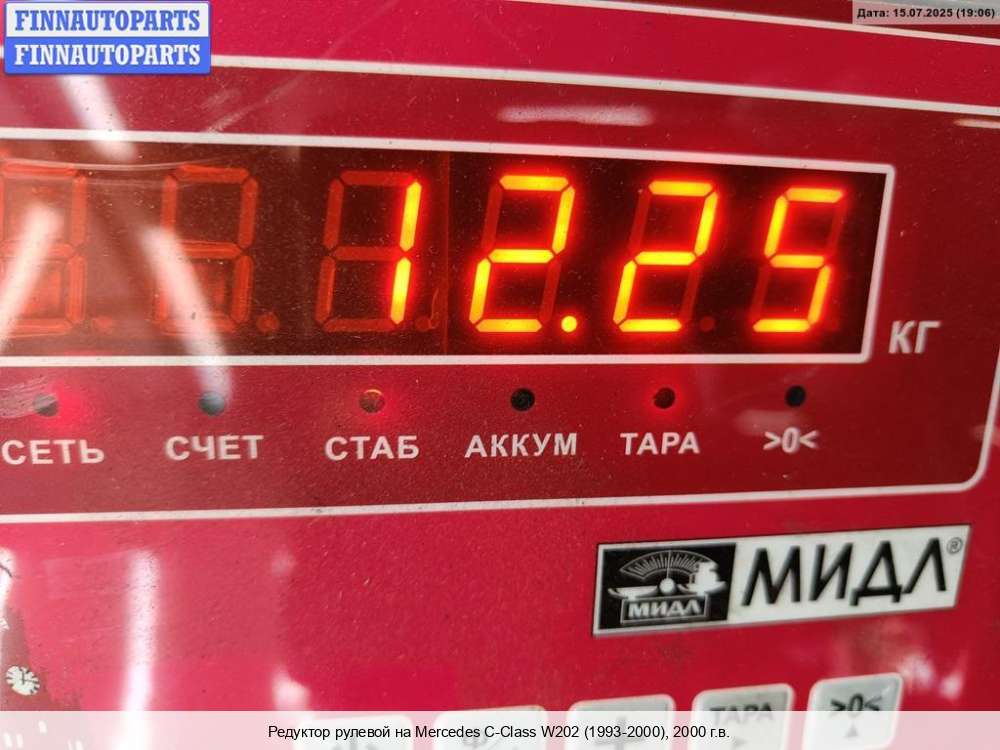 FINNAUTOPARTS
FINNAUTOPARTS
Дата: 15.07.2025 (19:06)
12.25
КГ
СЕТЬ СЧЕТ СТАБ АККУМ ТАРА >0<
МИДЛ МИДЛ®
ТАРА >0<
Редуктор рулевой на Mercedes C-Class W202 (1993-2000), 2000 г.в.